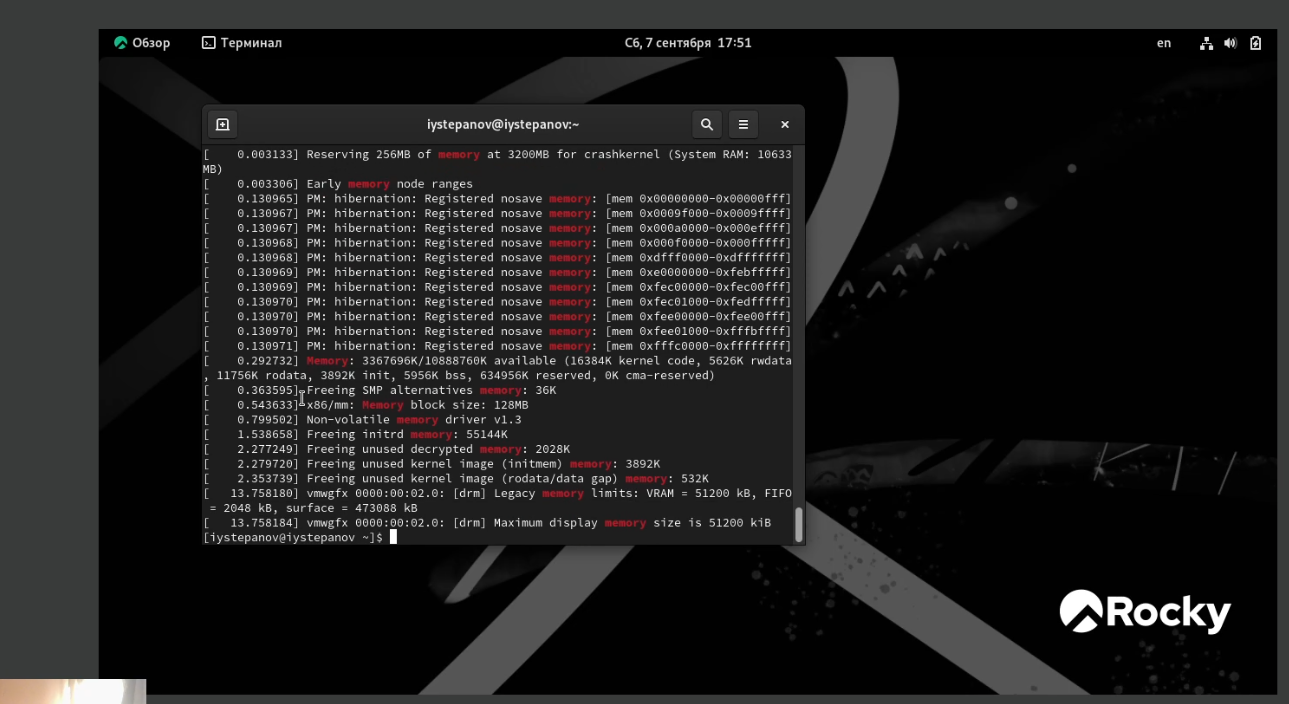 Обзор
Терминал
Сб, 7 сентября 17:51
en
iystepanov@iystepanov:~
[    0.003133] Reserving 256MB of memory at 3200MB for crashkernel (System RAM: 10633
MB)
[    0.003306] Early memory node ranges
[    0.130965] PM: hibernation: Registered nosave memory: [mem 0x00000000-0x00000fff]
[    0.130967] PM: hibernation: Registered nosave memory: [mem 0x0009f000-0x0009ffff]
[    0.130967] PM: hibernation: Registered nosave memory: [mem 0x000a0000-0x000effff]
[    0.130968] PM: hibernation: Registered nosave memory: [mem 0x000f0000-0x000fffff]
[    0.130968] PM: hibernation: Registered nosave memory: [mem 0xdfff0000-0xdfffffff]
[    0.130969] PM: hibernation: Registered nosave memory: [mem 0xe0000000-0xfebfffff]
[    0.130969] PM: hibernation: Registered nosave memory: [mem 0xfec00000-0xfec00fff]
[    0.130970] PM: hibernation: Registered nosave memory: [mem 0xfec01000-0xfedfffff]
[    0.130970] PM: hibernation: Registered nosave memory: [mem 0xfee00000-0xfee00fff]
[    0.130970] PM: hibernation: Registered nosave memory: [mem 0xfee01000-0xfffbffff]
[    0.130971] PM: hibernation: Registered nosave memory: [mem 0xfffc0000-0xffffffff]
[    0.292732] Memory: 3367696K/10888760K available (16384K kernel code, 5626K rwdata
, 11756K rodata, 3892K init, 5956K bss, 634956K reserved, 0K cma-reserved)
[    0.363595] Freeing SMP alternatives memory: 36K
[    0.543633] x86/mm: Memory block size: 128MB
[    0.799502] Non-volatile memory driver v1.3
[    1.538658] Freeing initrd memory: 55144K
[    2.277249] Freeing unused decrypted memory: 2028K
[    2.279720] Freeing unused kernel image (initmem) memory: 3892K
[    2.353739] Freeing unused kernel image (rodata/data gap) memory: 532K
[   13.758180] vmwgfx 0000:00:02.0: [drm] Legacy memory limits: VRAM = 51200 kB, FIFO
= 2048 kB, surface = 473088 kB
[   13.758184] vmwgfx 0000:00:02.0: [drm] Maximum display memory size is 51200 kiB
[iystepanov@iystepanov ~]$
Rocky